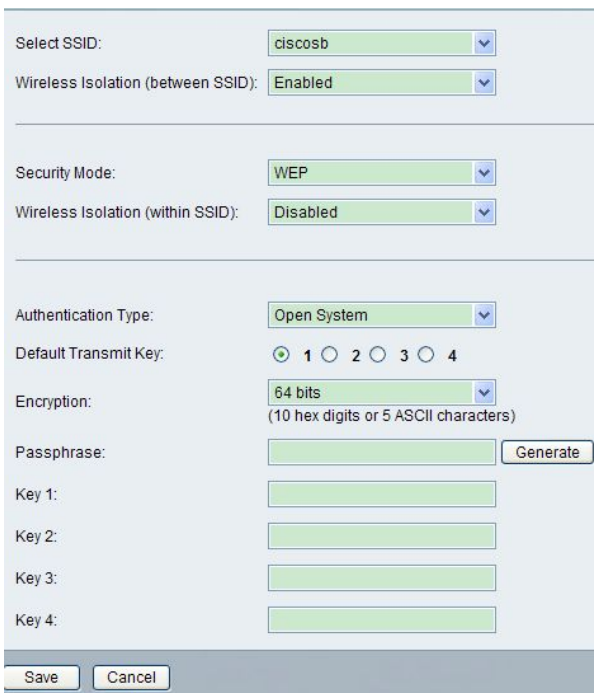 Select SSID: ciscosb
Wireless Isolation (between SSID): Enabled
Security Mode: WEP
Wireless Isolation (within SSID): Disabled
Authentication Type: Open System
Default Transmit Key: 1 2 3 4
Encryption: 64 bits
(10 hex digits or 5 ASCII characters)
Passphrase: Generate
Key 1:
Key 2:
Key 3:
Key 4:
Save Cancel